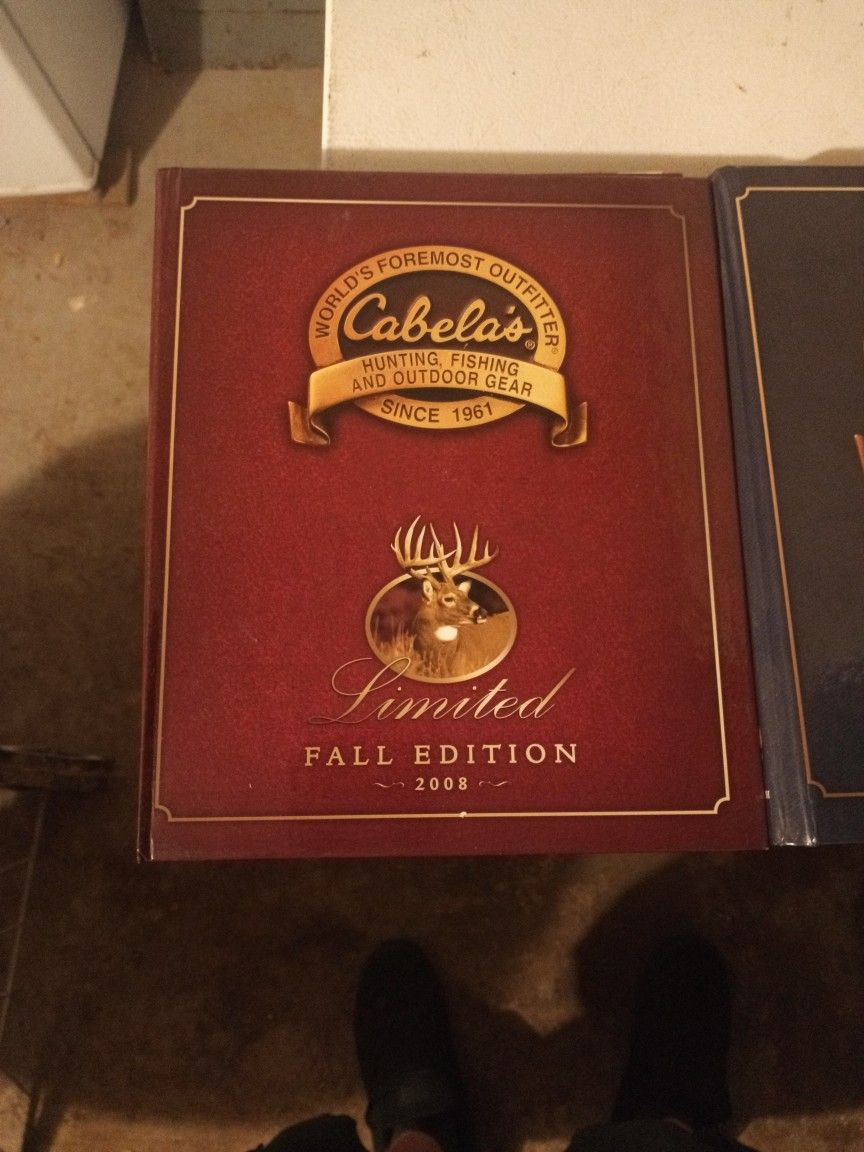 WORLD'S FOREMOST OUTFITTER®
Cabela's®
HUNTING, FISHING
AND OUTDOOR GEAR
SINCE 1961
Limited
FALL EDITION
2008